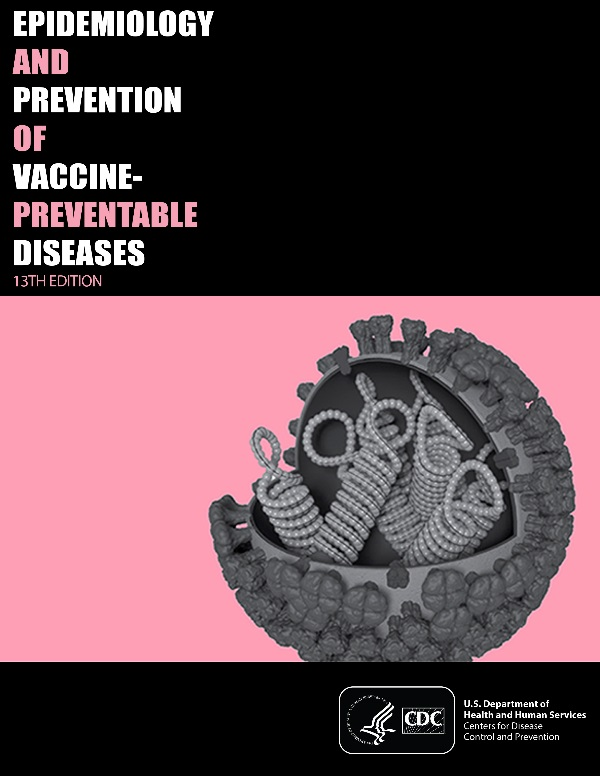 EPIDEMIOLOGY
AND
PREVENTION
OF
VACCINE-
PREVENTABLE
DISEASES
13TH EDITION
CDC
U.S. Department of
Health and Human Services
Centers for Disease
Control and Prevention